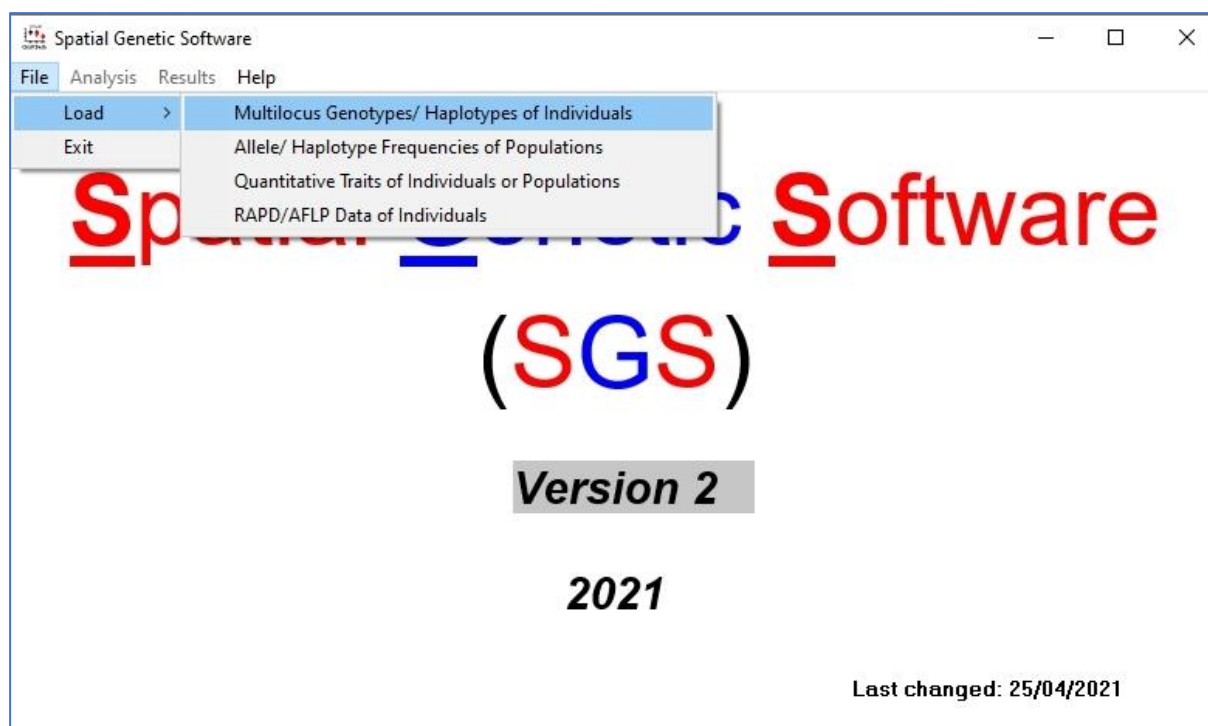 Spatial Genetic Software
File Analysis Results Help
Load > Multilocus Genotypes/ Haplotypes of Individuals
Exit Allele/ Haplotype Frequencies of Populations
Quantitative Traits of Individuals or Populations
RAPD/AFLP Data of Individuals
Software
(SGS)
Version 2
2021
Last changed: 25/04/2021